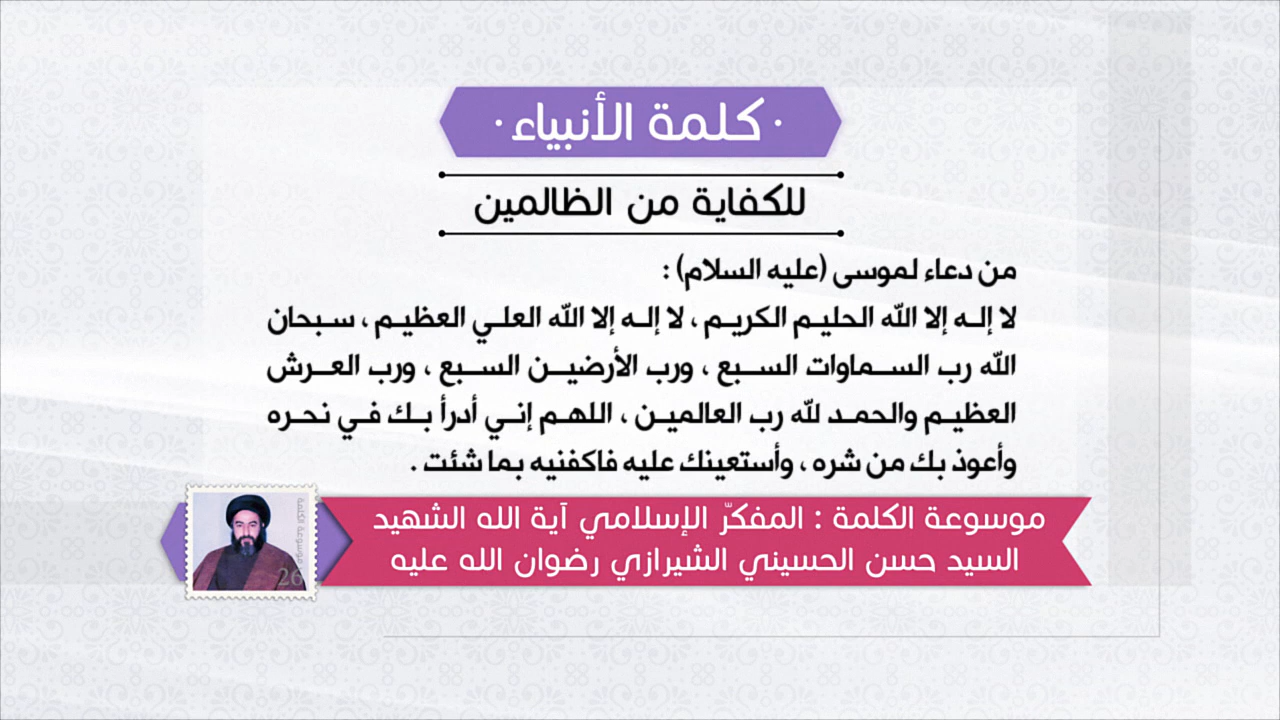 · كلمة الأنبياء ·
للكفاية من الظالمين
من دعاء لموسى (عليه السلام) :
لا إله إلا الله الحليم الكريم ، لا إله إلا الله العلي العظيم ، سبحان
الله رب السماوات السبع ، ورب الأرضين السبع ، ورب العرش
العظيم والحمد لله رب العالمين ، اللهم إني أدرأ بك في نحره
وأعوذ بك من شره ، وأستعينك عليه فاكفنيه بما شئت .
موسوعة الكلمة : المفكّر الإسلامي آية الله الشهيد
السيد حسن الحسيني الشيرازي رضوان الله عليه
26